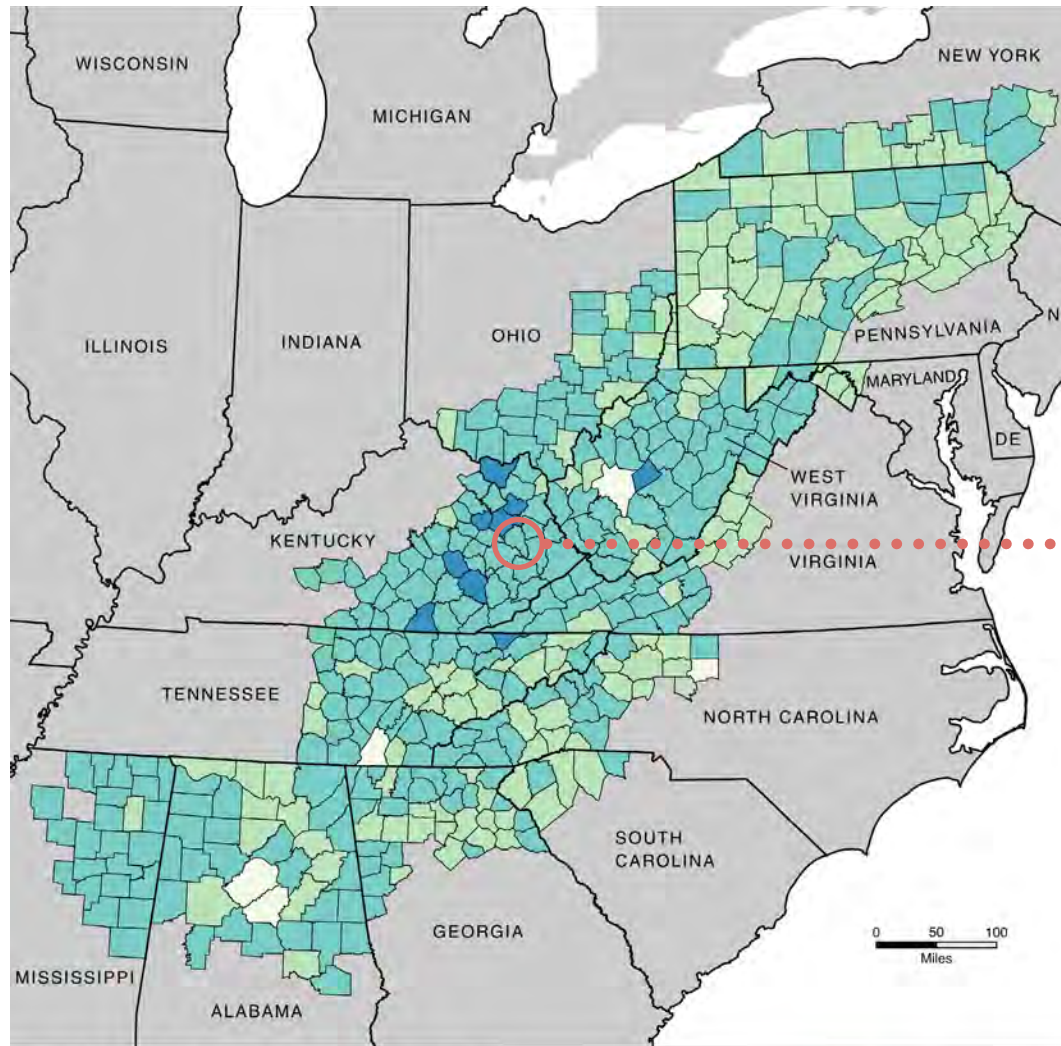 WISCONSIN
NEW YORK
MICHIGAN
ILLINOIS
INDIANA
OHIO
PENNSYLVANIA
N
MARYLAND
DE
WEST
VIRGINIA
KENTUCKY
VIRGINIA
TENNESSEE
NORTH CAROLINA
SOUTH
CAROLINA
GEORGIA
0 50 100
Miles
MISSISSIPPI
ALABAMA